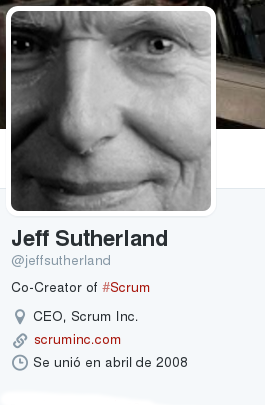 Jeff Sutherland
@jeffsutherland
Co-Creator of #Scrum
CEO, Scrum Inc.
scruminc.com
Se unió en abril de 2008